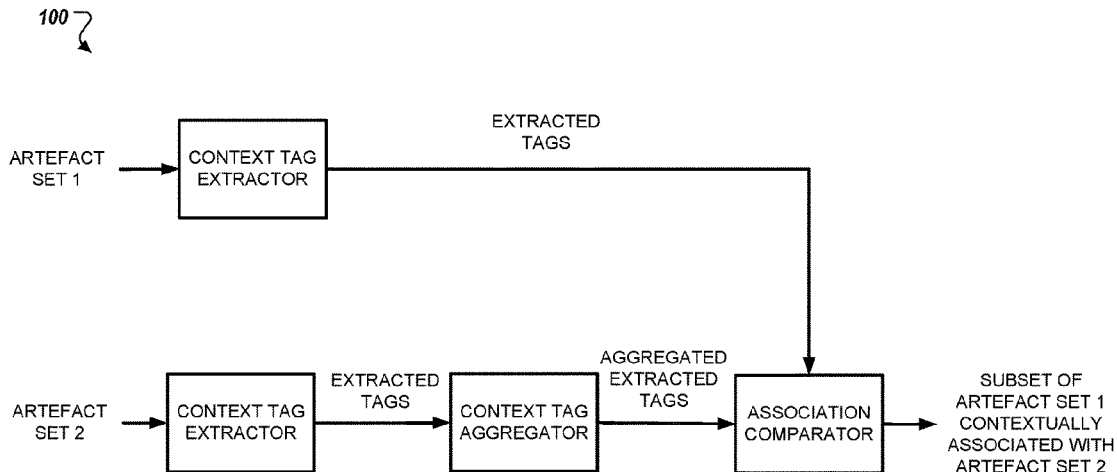 100
EXTRACTED
TAGS
ARTEFACT
SET 1
CONTEXT TAG
EXTRACTOR
ARTEFACT
SET 2
CONTEXT TAG
EXTRACTOR
EXTRACTED
TAGS
CONTEXT TAG
AGGREGATOR
AGGREGATED
EXTRACTED
TAGS
ASSOCIATION
COMPARATOR
SUBSET OF
ARTEFACT SET 1
CONTEXTUALLY
ASSOCIATED WITH
ARTEFACT SET 2